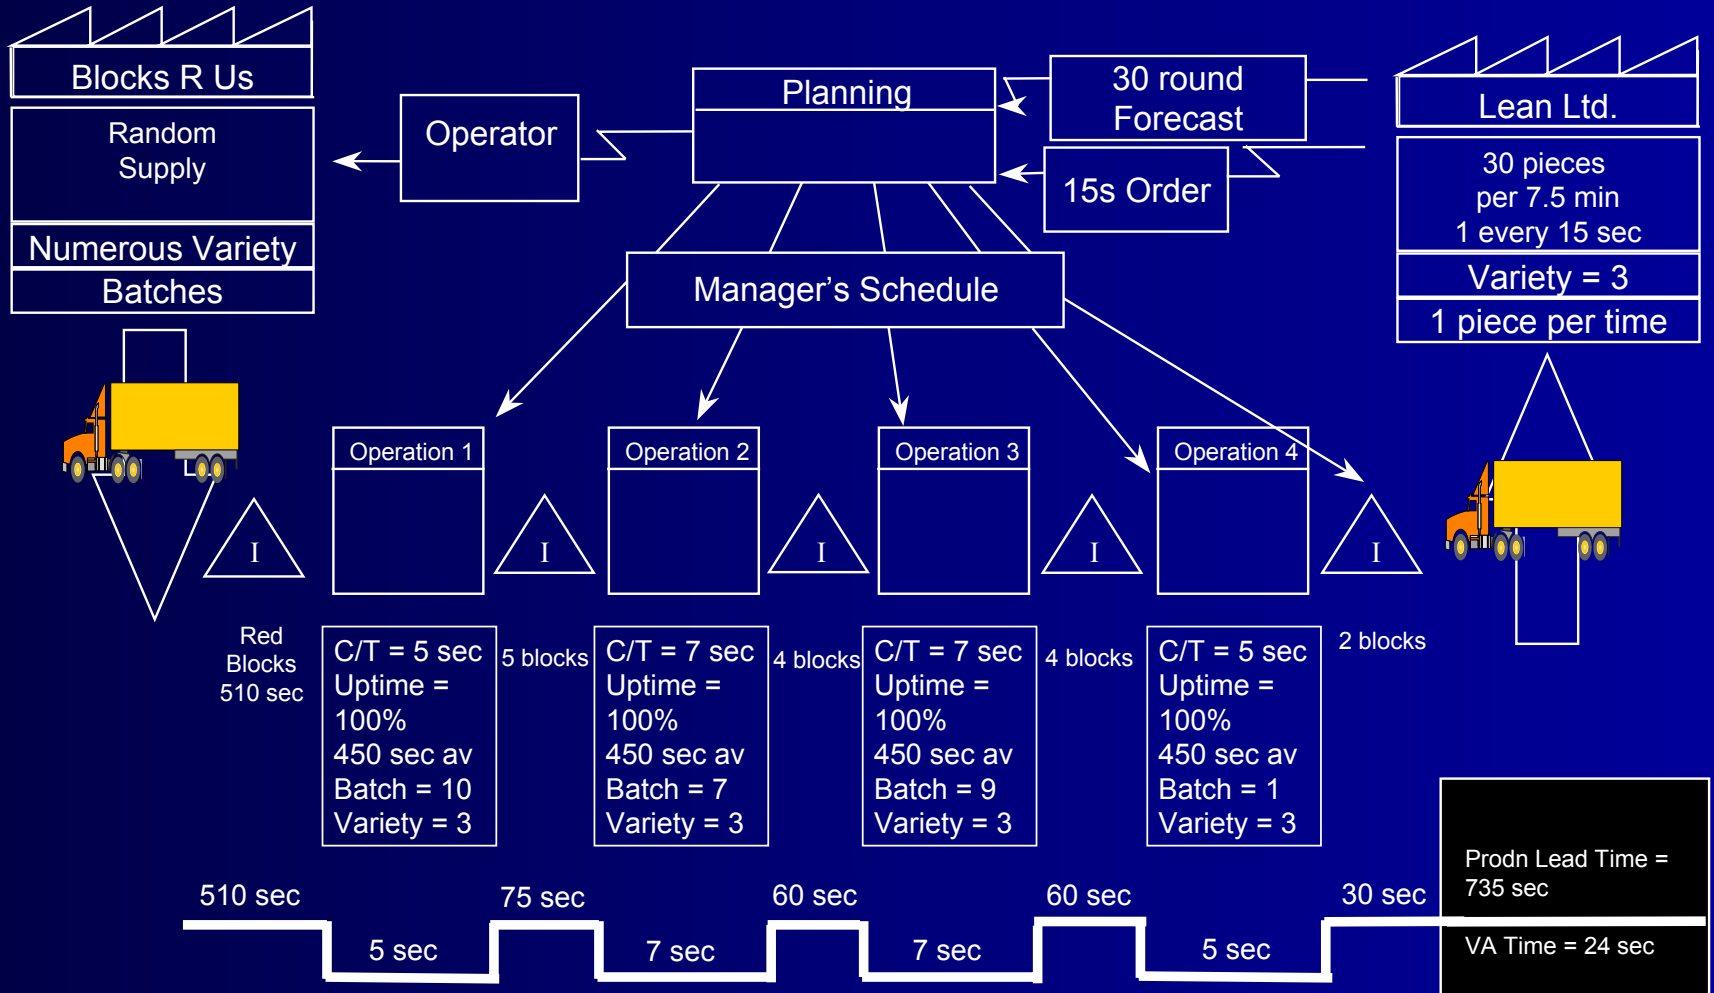 Blocks R Us
Random
Supply
Numerous Variety
Batches
Operator
Planning
30 round
Forecast
15s Order
Lean Ltd.
30 pieces
per 7.5 min
1 every 15 sec
Variety = 3
1 piece per time
Manager’s Schedule
Operation 1
Operation 2
Operation 3
Operation 4
I
I
I
I
I
Red
Blocks
510 sec
C/T = 5 sec
Uptime =
100%
450 sec av
Batch = 10
Variety = 3
5 blocks
C/T = 7 sec
Uptime =
100%
450 sec av
Batch = 7
Variety = 3
4 blocks
C/T = 7 sec
Uptime =
100%
450 sec av
Batch = 9
Variety = 3
4 blocks
C/T = 5 sec
Uptime =
100%
450 sec av
Batch = 1
Variety = 3
2 blocks
510 sec
5 sec
75 sec
7 sec
60 sec
7 sec
60 sec
5 sec
30 sec
Prodn Lead Time =
735 sec
VA Time = 24 sec